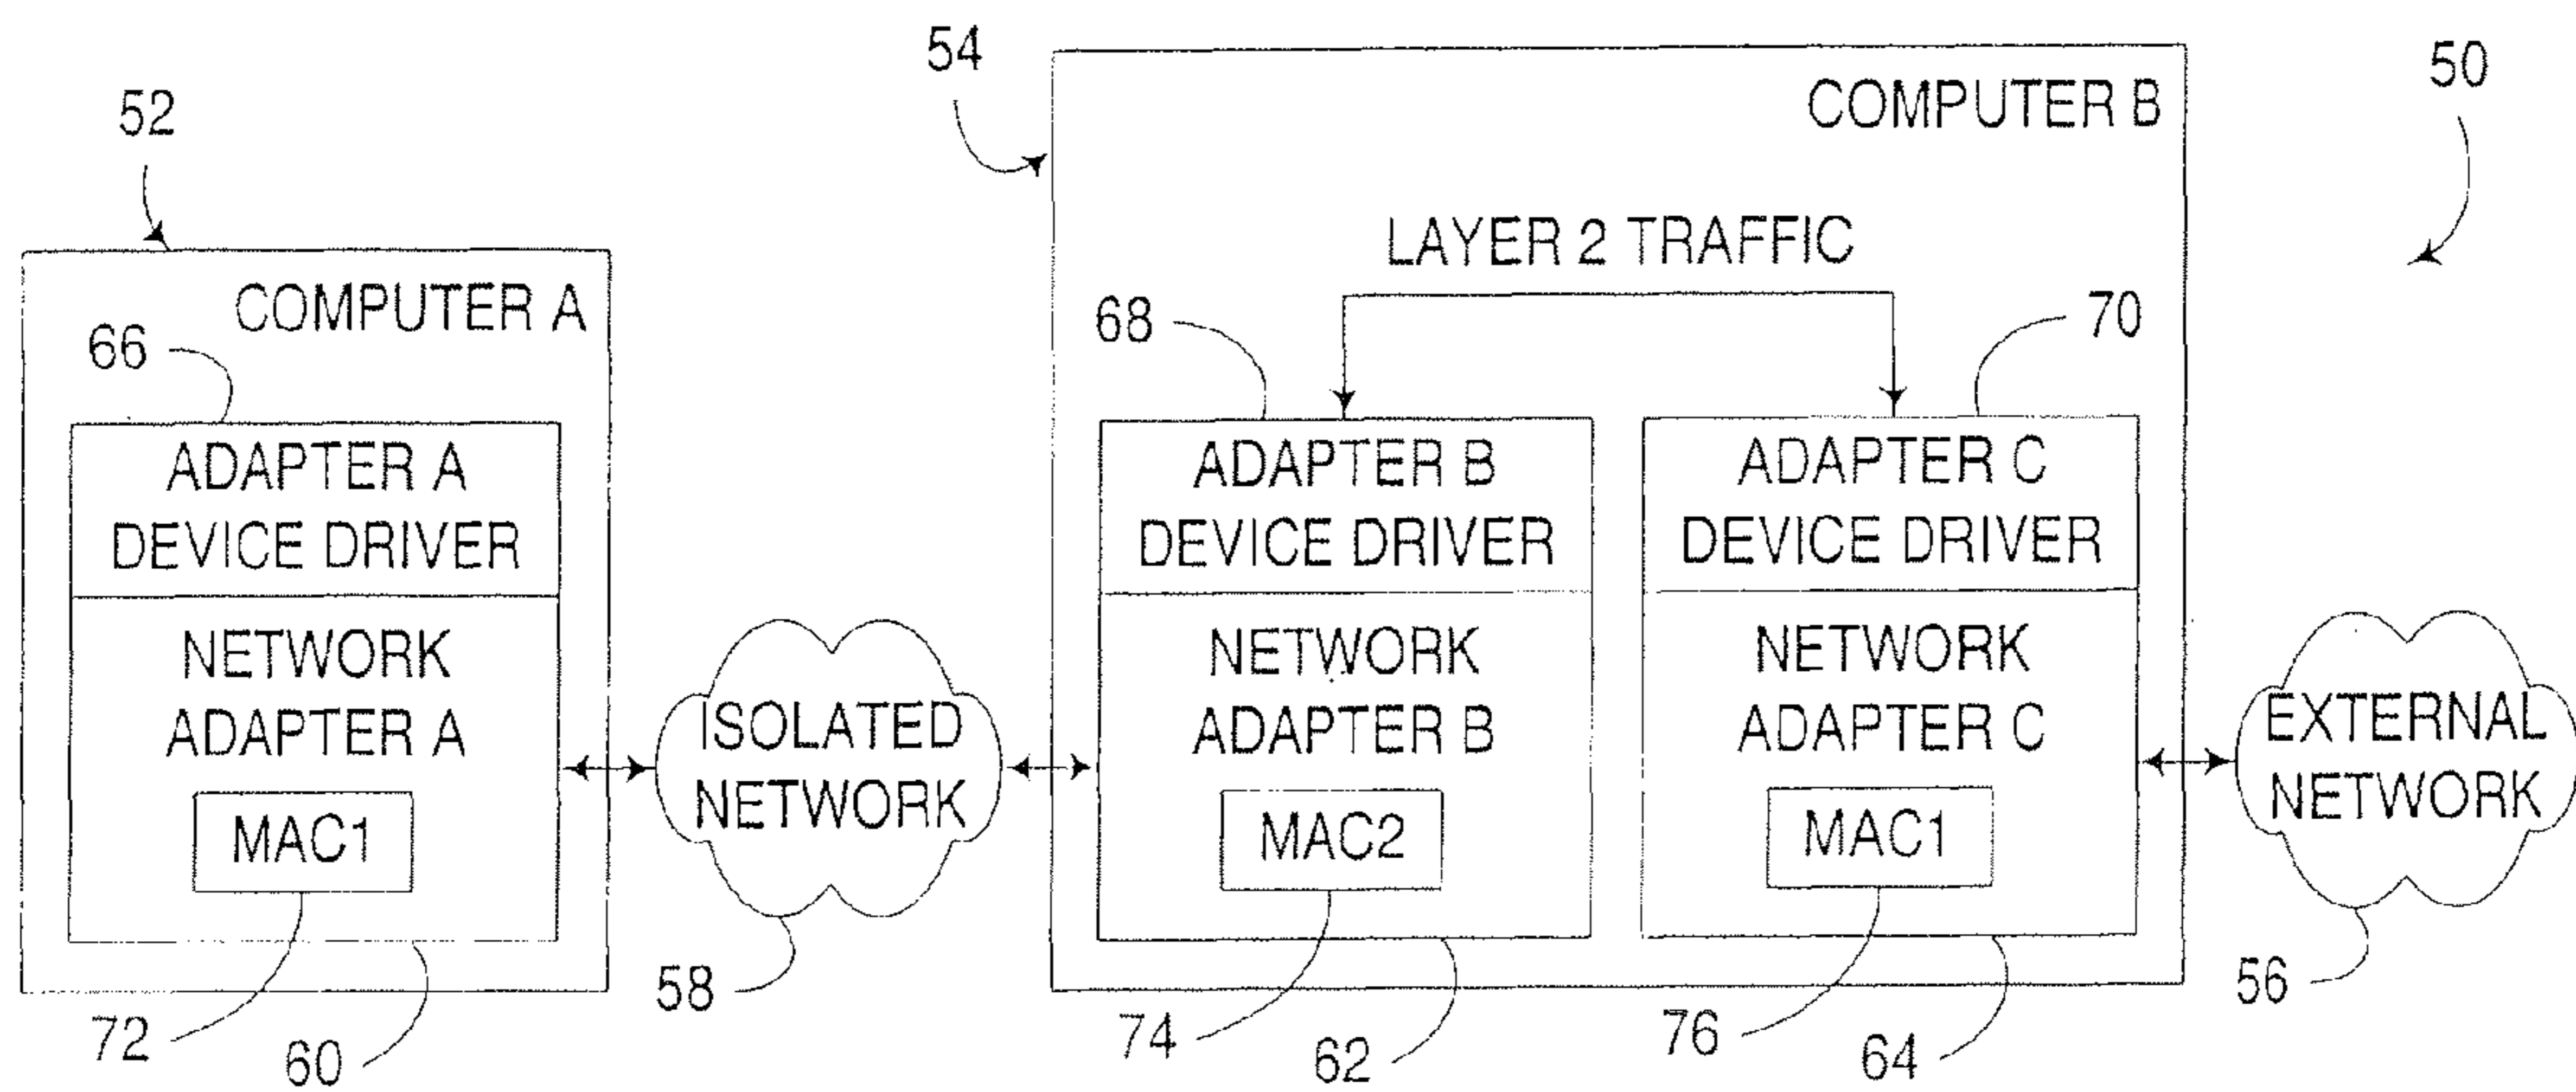 50
54
COMPUTER B
52
LAYER 2 TRAFFIC
COMPUTER A
68
70
66
ADAPTER A
DEVICE DRIVER
ADAPTER B
DEVICE DRIVER
ADAPTER C
DEVICE DRIVER
NETWORK
ADAPTER A
MAC1
ISOLATED
NETWORK
NETWORK
ADAPTER B
MAC2
NETWORK
ADAPTER C
MAC1
EXTERNAL
NETWORK
72
60
58
74
62
76
64
56